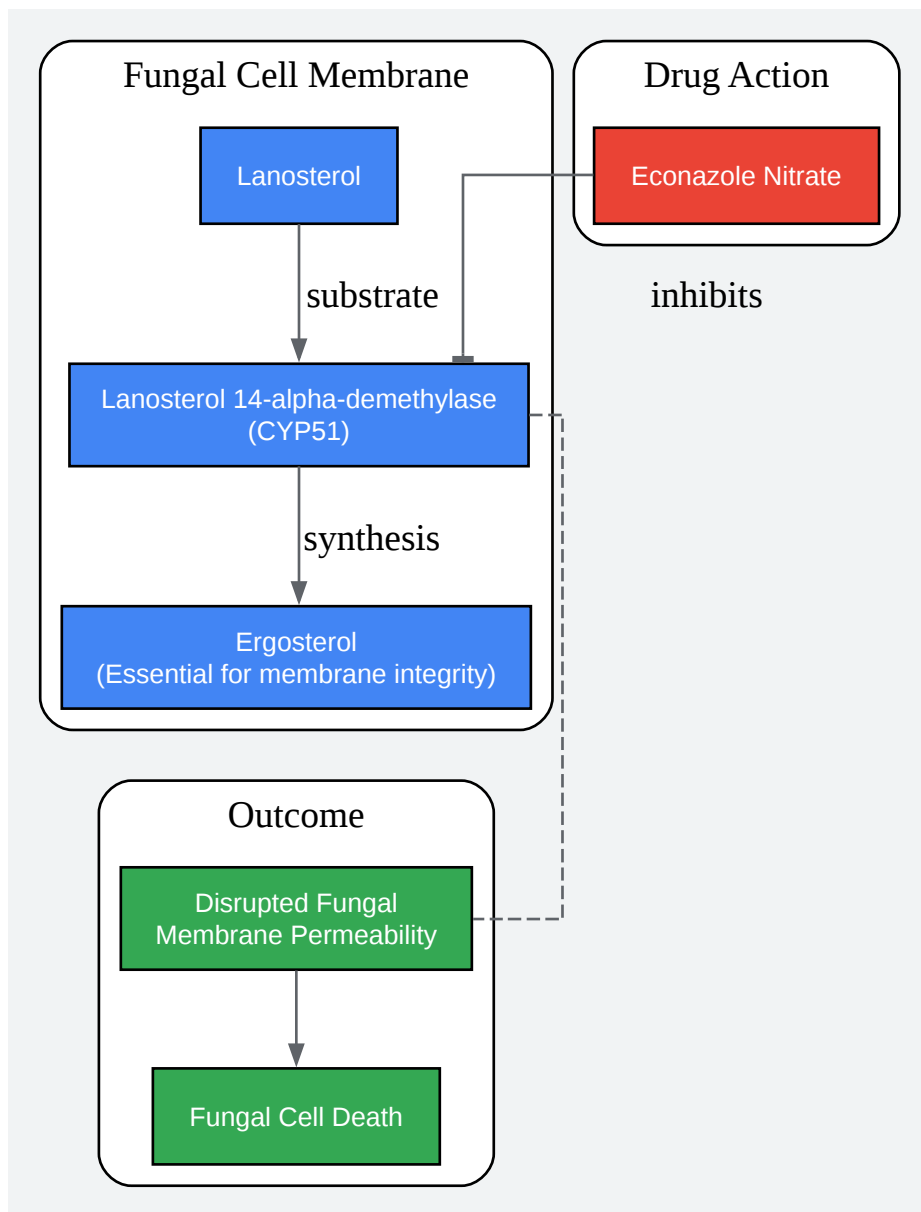 Fungal Cell Membrane
Drug Action
Lanosterol
Econazole Nitrate
substrate
inhibits
Lanosterol 14-alpha-demethylase
(CYP51)
synthesis
Ergosterol
(Essential for membrane integrity)
Outcome
Disrupted Fungal
Membrane Permeability
Fungal Cell Death